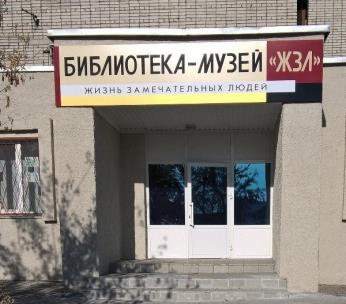 БИБЛИОТЕКА-МУЗЕЙ «ЖЗЛ»
ЖИЗНЬ ЗАМЕЧАТЕЛЬНЫХ ЛЮДЕЙ